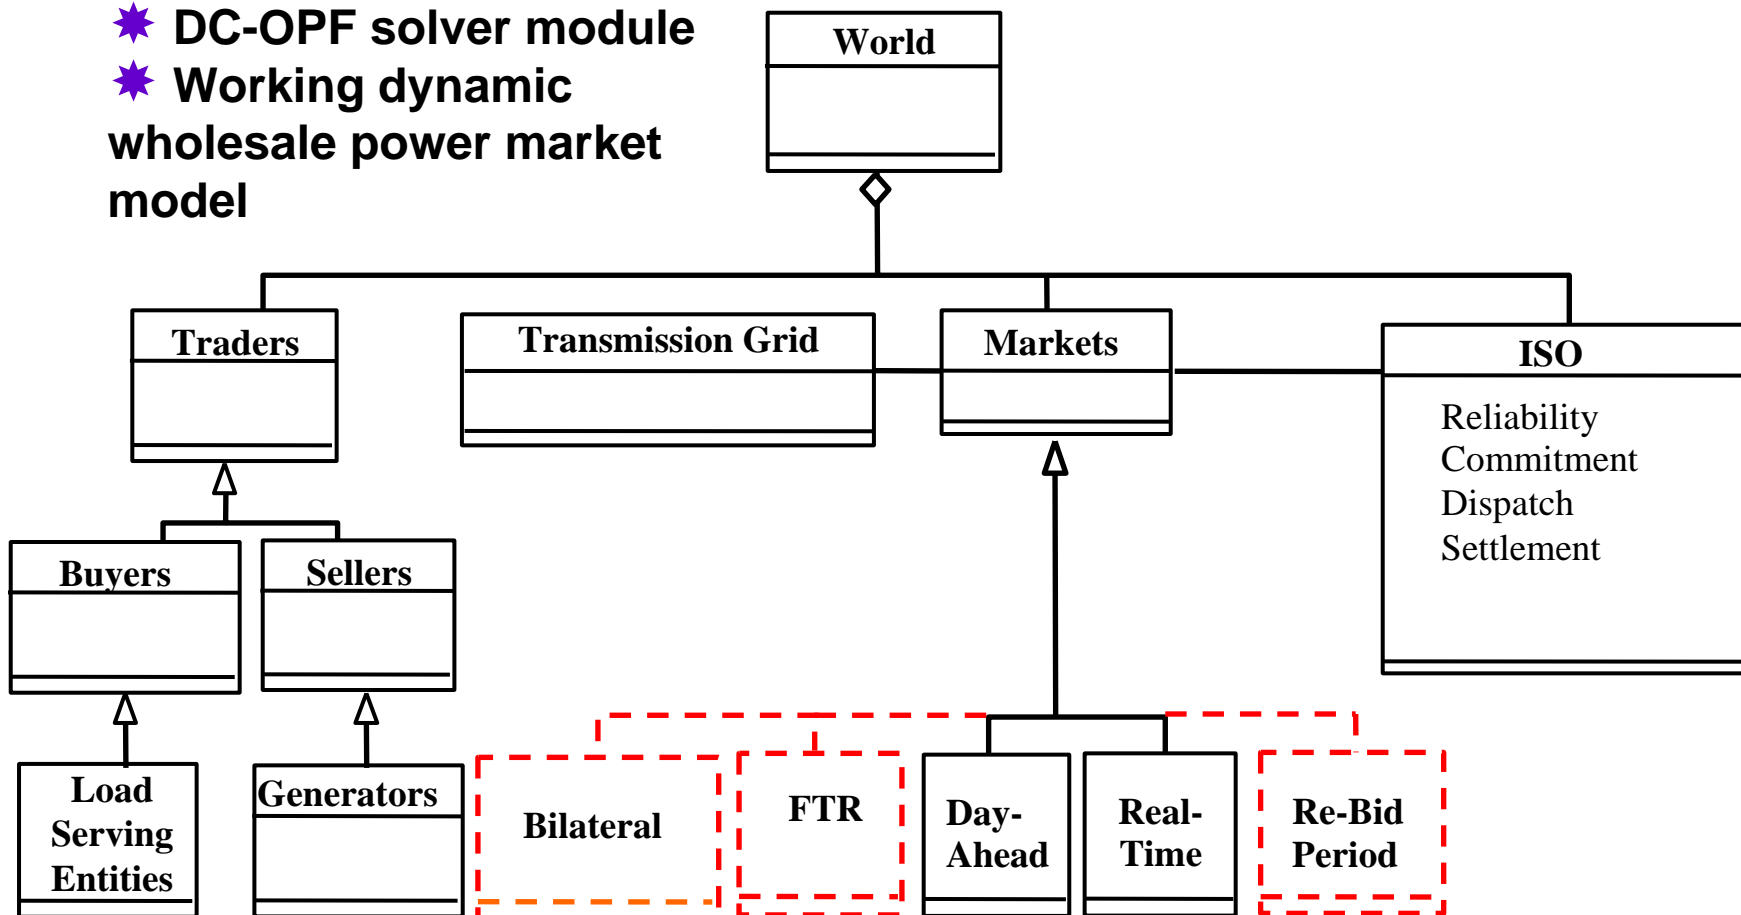 DC-OPF solver module
Working dynamic
wholesale power market
model
World
Traders
Transmission Grid
Markets
ISO
Reliability
Commitment
Dispatch
Settlement
Buyers
Sellers
Load
Serving
Entities
Generators
Bilateral
FTR
Day-
Ahead
Real-
Time
Re-Bid
Period